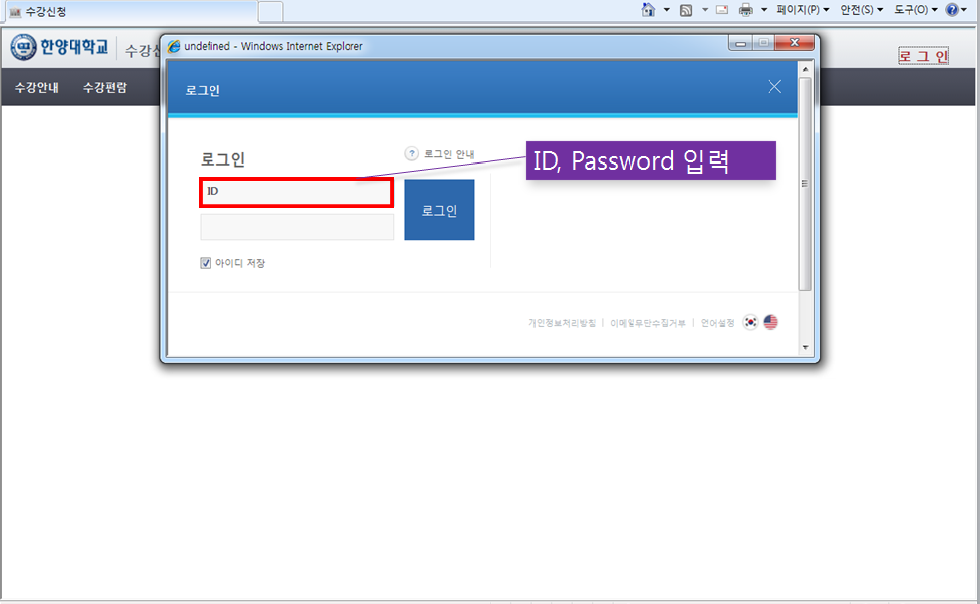 수강신청
페이지(P)
안전(S)
도구(O)
한양대학교
수강신
로그인
수강안내
수강편람
undefined - Windows Internet Explorer
로그인
로그인
? 로그인 안내
ID, Password 입력
ID
로그인
아이디 저장
개인정보처리방침 | 이메일무단수집거부 | 언어설정